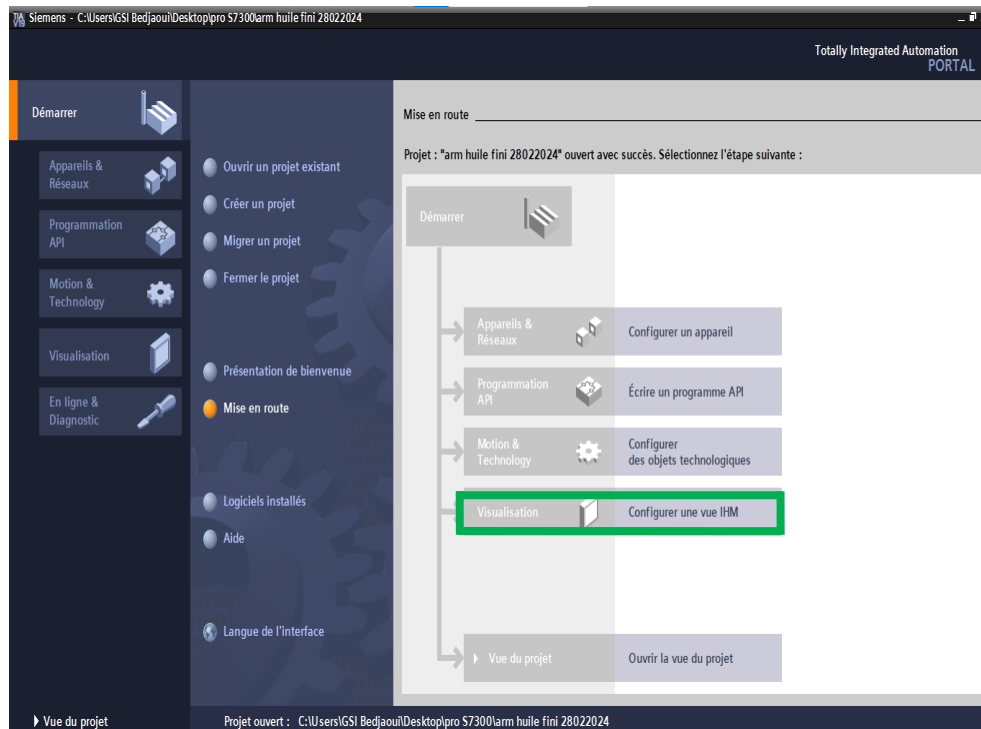 Siemens - C:\Users\GSI Bedjaoui\Desktop\pro S7300\arm huile fini 28022024
Totally Integrated Automation
PORTAL
Démarrer
Appareils &
Réseaux
Programmation
API
Motion &
Technology
Visualisation
En ligne &
Diagnostic
Vue du projet
Ouvrir un projet existant
Créer un projet
Migrer un projet
Fermer le projet
Présentation de bienvenue
Mise en route
Logiciels installés
Aide
Langue de l'interface
Mise en route
Projet : "arm huile fini 28022024" ouvert avec succès. Sélectionnez l'étape suivante :
Démarrer
Appareils &
Réseaux
Configurer un appareil
Programmation
API
Écrire un programme API
Motion &
Technology
Configurer
des objets technologiques
Visualisation
Configurer une vue IHM
Vue du projet
Ouvrir la vue du projet
Projet ouvert : C:\Users\GSI Bedjaoui\Desktop\pro S7300\arm huile fini 28022024